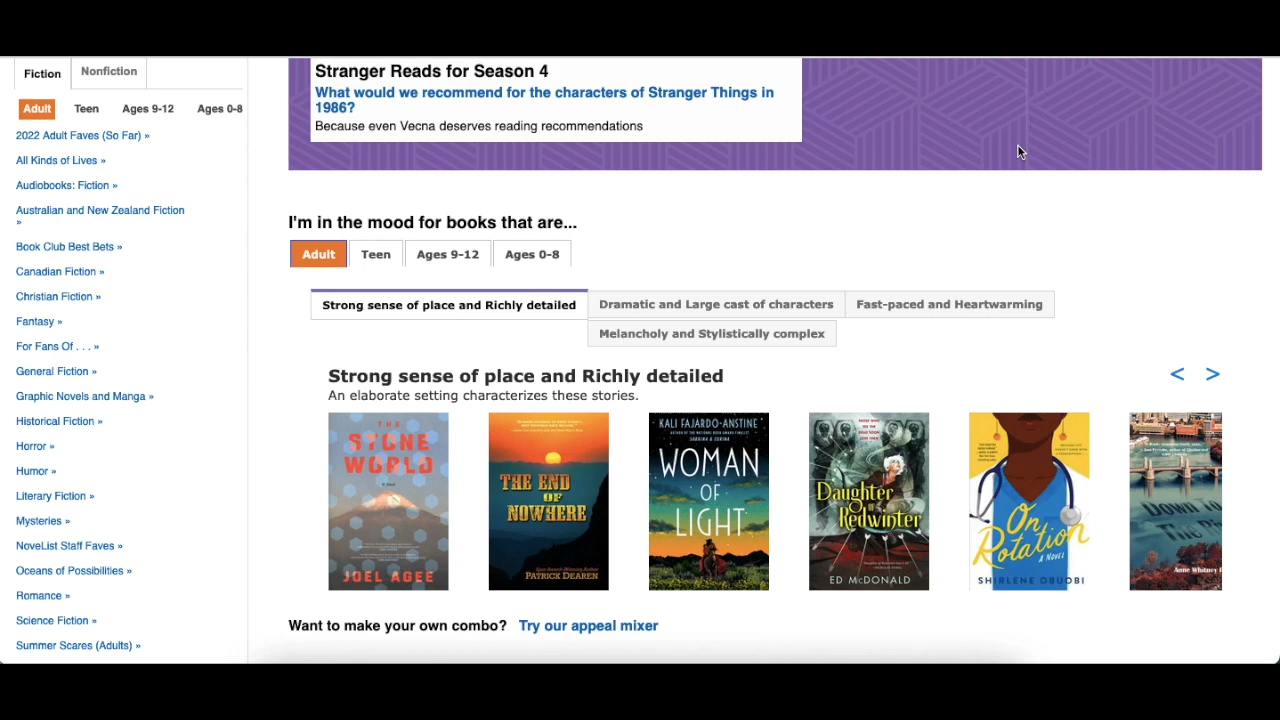 Fiction
Nonfiction
Adult
Teen
Ages 9-12
Ages 0-8
2022 Adult Faves (So Far) »
All Kinds of Lives »
Audiobooks: Fiction »
Australian and New Zealand Fiction
»
Book Club Best Bets »
Canadian Fiction »
Christian Fiction »
Fantasy »
For Fans Of . . . »
General Fiction »
Graphic Novels and Manga »
Historical Fiction »
Horror »
Humor »
Literary Fiction »
Mysteries »
NoveList Staff Faves »
Oceans of Possibilities »
Romance »
Science Fiction »
Summer Scares (Adults) »
Stranger Reads for Season 4
What would we recommend for the characters of Stranger Things in
1986?
Because even Vecna deserves reading recommendations
I'm in the mood for books that are...
Adult
Teen
Ages 9-12
Ages 0-8
Strong sense of place and Richly detailed
Dramatic and Large cast of characters
Fast-paced and Heartwarming
Melancholy and Stylistically complex
Strong sense of place and Richly detailed
< >
An elaborate setting characterizes these stories.
THE
STONE
WORLD
JOEL AGEE
THE END
OF
NOWHERE
PATRICK DEAREN
KALI FAJARDO-ANSTINE
WOMAN
OF
LIGHT
Daughter
of
Redwinter
ED McDONALD
On
Rotation
A NOVEL
SHIRLENE OBUOBI
Down to
The
Anne Whitney
Want to make your own combo? Try our appeal mixer